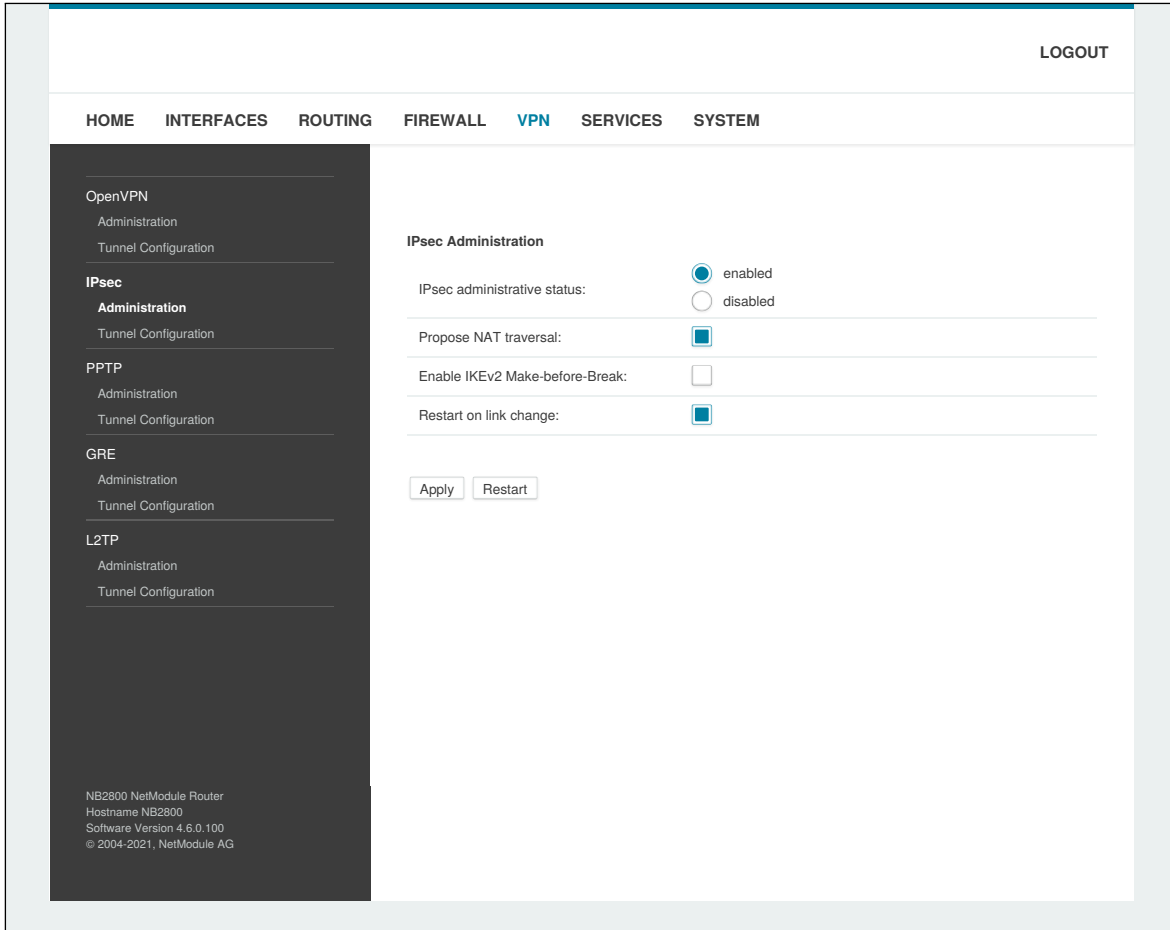 LOGOUT
HOME INTERFACES ROUTING FIREWALL VPN SERVICES SYSTEM
OpenVPN
Administration
Tunnel Configuration
IPsec
Administration
Tunnel Configuration
PPTP
Administration
Tunnel Configuration
GRE
Administration
Tunnel Configuration
L2TP
Administration
Tunnel Configuration
NB2800 NetModule Router
Hostname NB2800
Software Version 4.6.0.100
© 2004-2021, NetModule AG
IPsec Administration
IPsec administrative status:
enabled
disabled
Propose NAT traversal:
Enable IKEv2 Make-before-Break:
Restart on link change:
Apply Restart